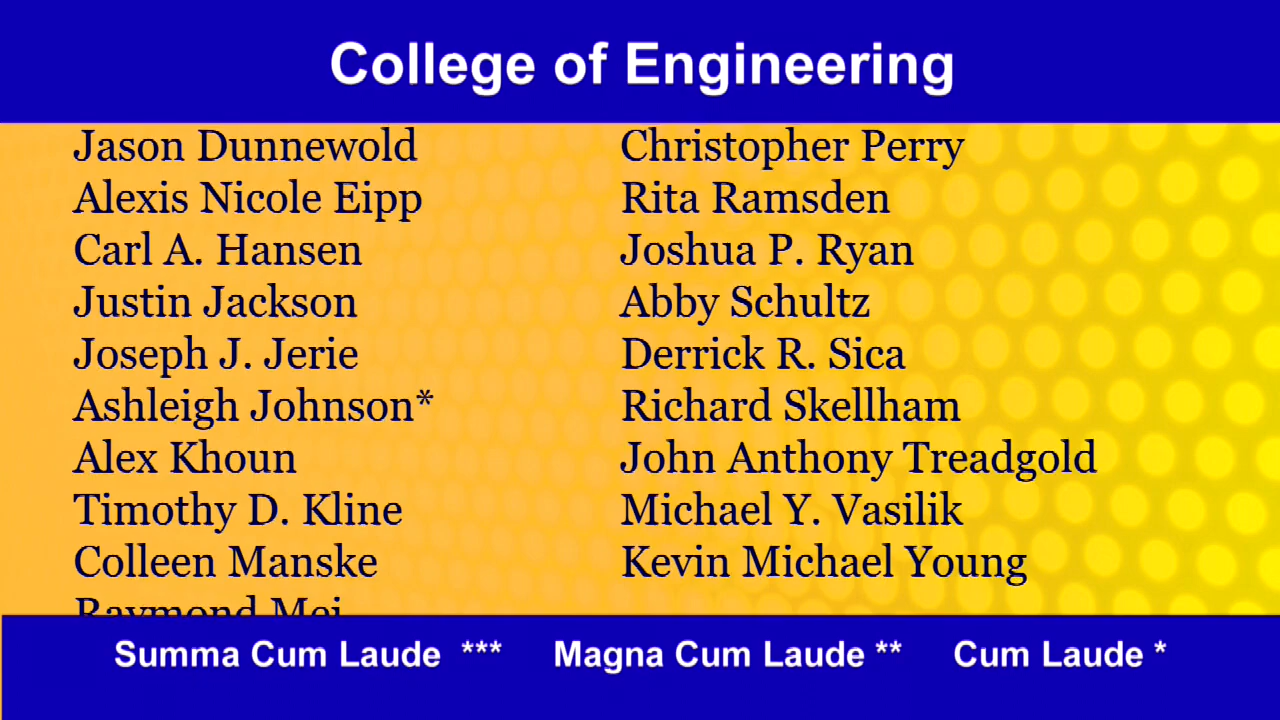 College of Engineering
Jason Dunnewold
Alexis Nicole Eipp
Carl A. Hansen
Justin Jackson
Joseph J. Jerie
Ashleigh Johnson*
Alex Khoun
Timothy D. Kline
Colleen Manske
Raymond Mei
Christopher Perry
Rita Ramsden
Joshua P. Ryan
Abby Schultz
Derrick R. Sica
Richard Skellham
John Anthony Treadgold
Michael Y. Vasilik
Kevin Michael Young
Summa Cum Laude *** Magna Cum Laude ** Cum Laude *